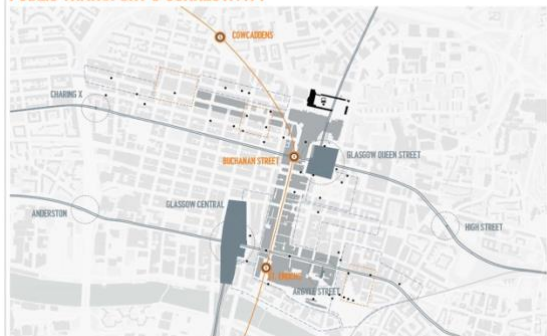 COWCADDENS
CHARING X
BUCHANAN STREET
GLASGOW QUEEN STREET
GLASGOW CENTRAL
ANDERSTON
HIGH STREET
ARGYLE STREET